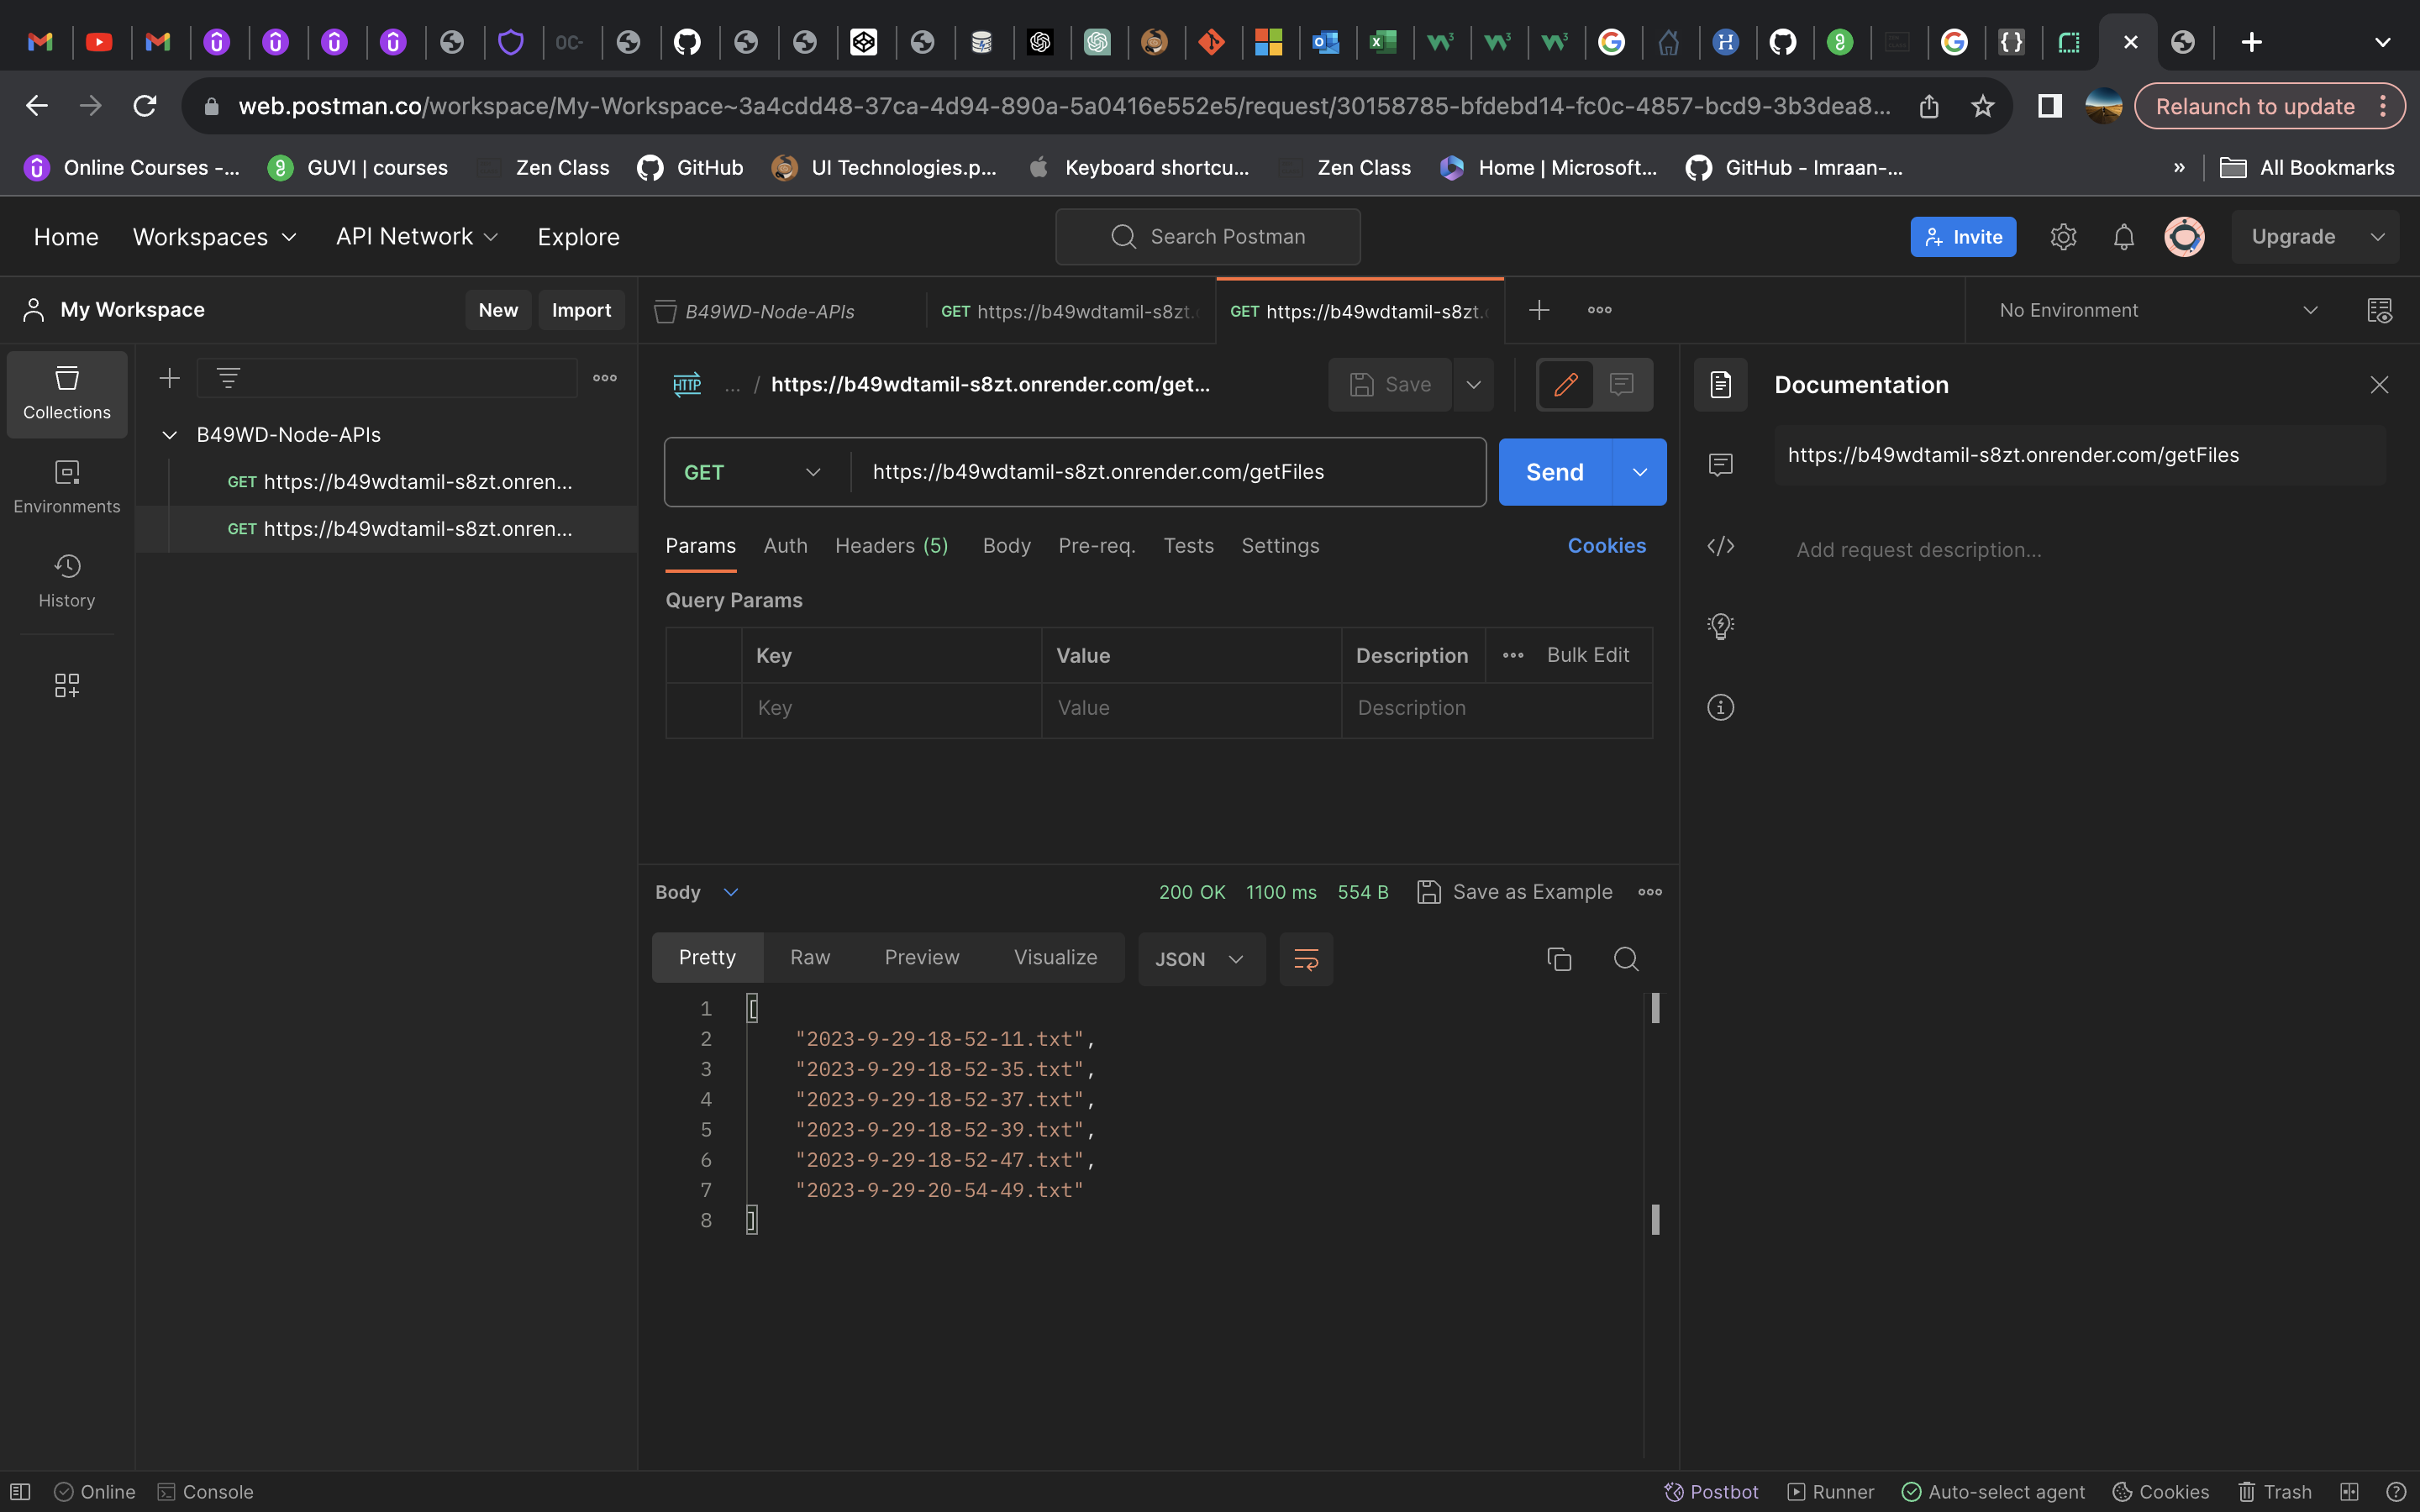 OC-
web.postman.co/workspace/My-Workspace~3a4cdd48-37ca-4d94-890a-5a0416e552e5/request/30158785-bfdebd14-fc0c-4857-bcd9-3b3dea8...
Relaunch to update
Online Courses -...
GUVI | courses
Zen Class
GitHub
UI Technologies.p...
Keyboard shortcu...
Zen Class
Home | Microsoft...
GitHub - Imraan-...
»
All Bookmarks
Home
Workspaces
API Network
Explore
Search Postman
Invite
Upgrade
My Workspace
New
Import
B49WD-Node-APIs
GET https://b49wdtamil-s8zt.
GET https://b49wdtamil-s8zt.
No Environment
Collections
Environments
History
B49WD-Node-APIs
GET https://b49wdtamil-s8zt.onren...
GET https://b49wdtamil-s8zt.onren...
HTTP ... / https://b49wdtamil-s8zt.onrender.com/get...
Save
GET
https://b49wdtamil-s8zt.onrender.com/getFiles
Send
Params
Auth
Headers (5)
Body
Pre-req.
Tests
Settings
Cookies
Query Params
Key
Value
Description
Bulk Edit
Key
Value
Description
Body
200 OK
1100 ms
554 B
Save as Example
Pretty
Raw
Preview
Visualize
JSON
1 [
2 "2023-9-29-18-52-11.txt",
3 "2023-9-29-18-52-35.txt",
4 "2023-9-29-18-52-37.txt",
5 "2023-9-29-18-52-39.txt",
6 "2023-9-29-18-52-47.txt",
7 "2023-9-29-20-54-49.txt"
8 ]
Documentation
https://b49wdtamil-s8zt.onrender.com/getFiles
Add request description...
Online
Console
Postbot
Runner
Auto-select agent
Cookies
Trash